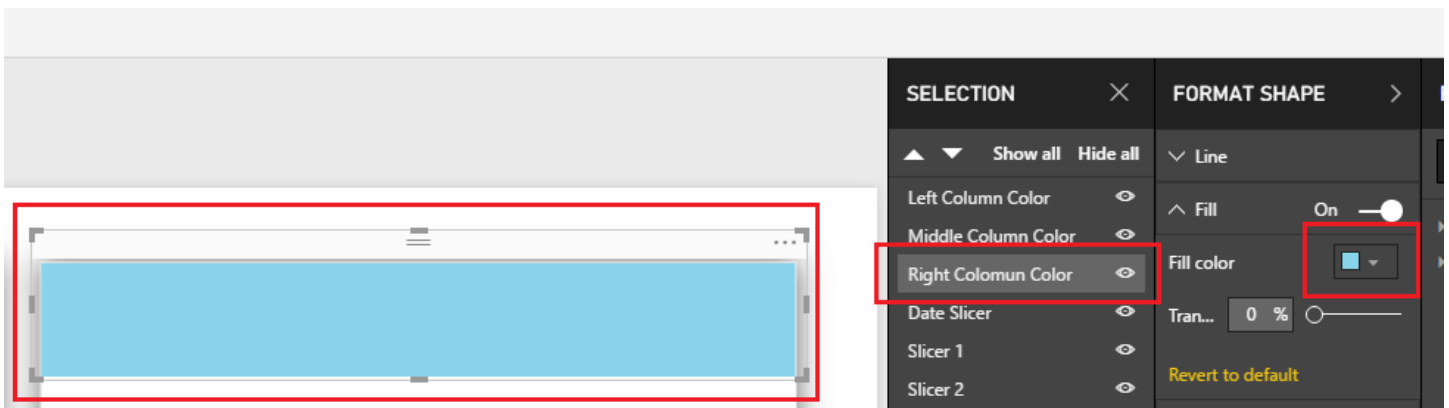 SELECTION
Show all Hide all
Left Column Color
Middle Column Color
Right Colomun Color
Date Slicer
Slicer 1
Slicer 2
FORMAT SHAPE
Line
Fill On
Fill color
Tran... 0 %
Revert to default